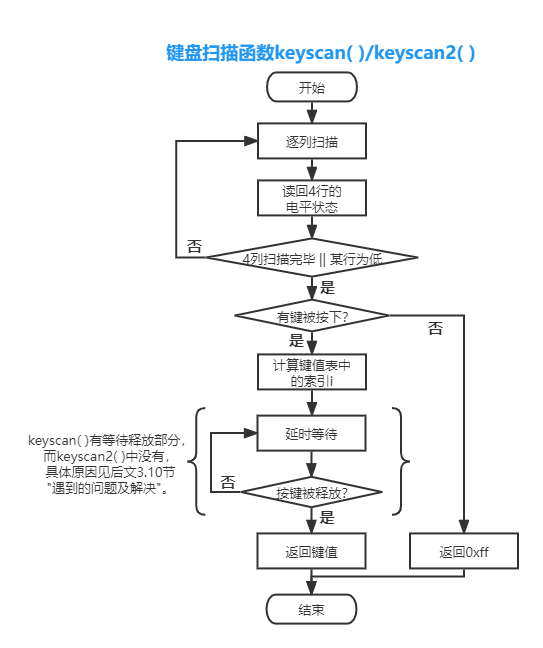 键盘扫描函数keyscan( )/keyscan2( )
开始
逐列扫描
读回4行的
电平状态
否
4列扫描完毕 || 某行为低
是
有键被按下?
否
是
计算键值表中
的索引i
keyscan( )有等待释放部分，
而keyscan2( )中没有，
具体原因见后文3.10节
"遇到的问题及解决"。
延时等待
否
按键被释放?
是
返回键值
返回0xff
结束